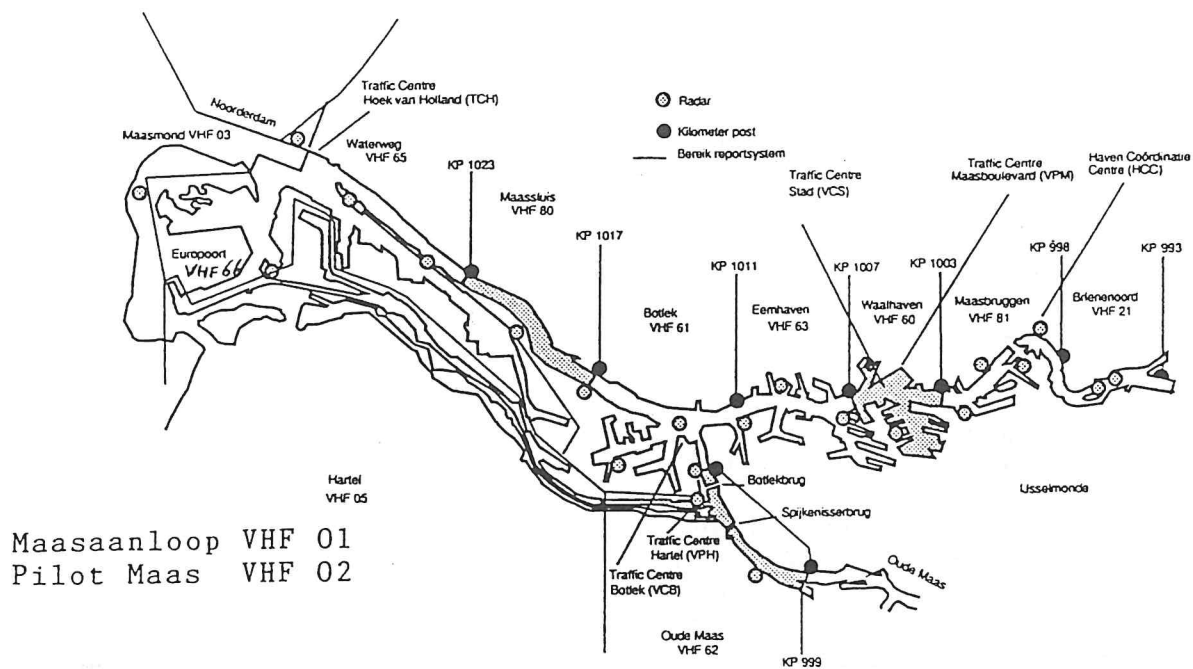 Noorderdam
Traffic Centre
Hoek van Holland (TCH)
Maasmond VHF 03
Waterweg
VHF 65
KP 1023
Maassluis
VHF 80
KP 1017
Radar
Kilometer post
Bereik reportsystem
Traffic Centre
Stad (VCS)
Traffic Centre
Maasboulevard (VPM)
Haven Coördinatie
Centre (HCC)
Europoort
VHF 66
Botlek
VHF 61
KP 1011
Eemhaven
VHF 63
KP 1007
Waalhaven
VHF 60
KP 1003
Maasbruggen
VHF 81
KP 998
Brienenoord
VHF 21
KP 993
Hartel
VHF 05
Botlekbrug
IJsselmonde
Spijkenisserbrug
Maasaanloop VHF 01
Pilot Maas VHF 02
Traffic Centre
Hartel (VPH)
Traffic Centre
Botlek (VCB)
Oude Maas
Oude Maas
VHF 62
KP 999